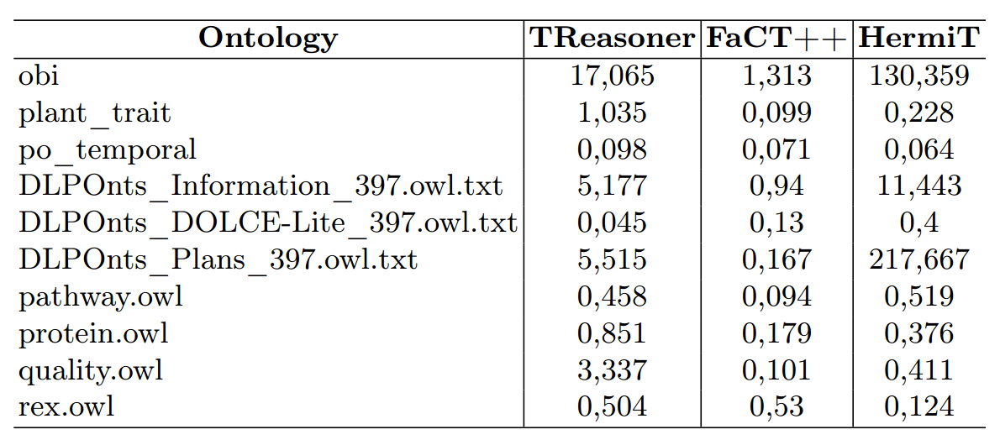 Ontology TReasoner FaCT++ HermiT
obi 17,065 1,313 130,359
plant_trait 1,035 0,099 0,228
po_temporal 0,098 0,071 0,064
DLPOnts_Information_397.owl.txt 5,177 0,94 11,443
DLPOnts_DOLCE-Lite_397.owl.txt 0,045 0,13 0,4
DLPOnts_Plans_397.owl.txt 5,515 0,167 217,667
pathway.owl 0,458 0,094 0,519
protein.owl 0,851 0,179 0,376
quality.owl 3,337 0,101 0,411
rex.owl 0,504 0,53 0,124